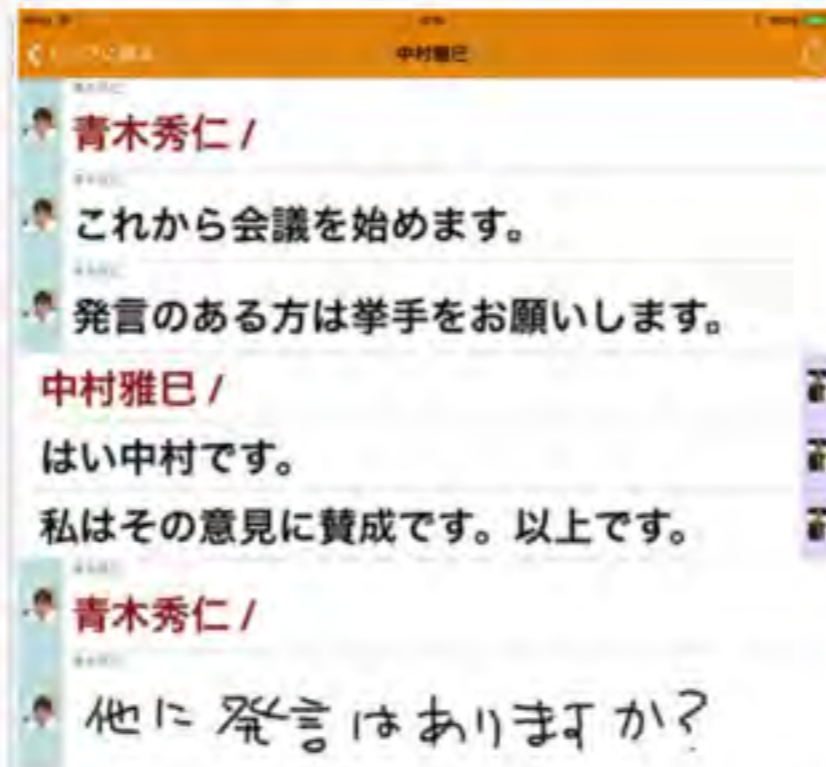 中村雅巳
青木秀仁 /
これから会議を始めます。
発言のある方は挙手をお願いします。
中村雅巳 /
はい中村です。
私はその意見に賛成です。以上です。
青木秀仁 /
他に発言はありますか?